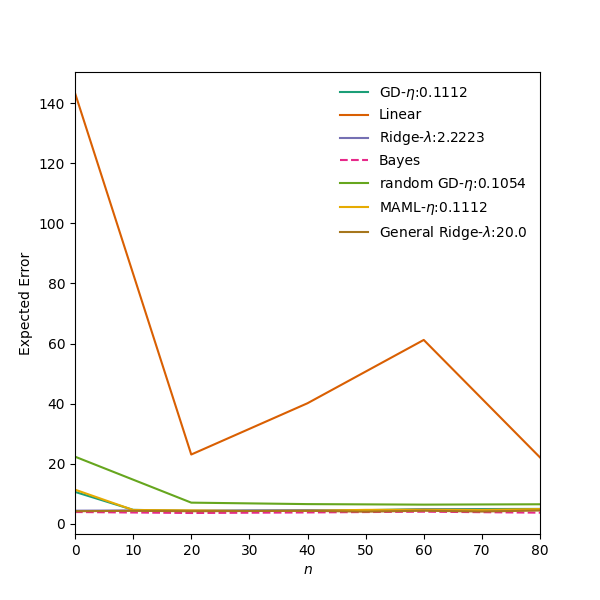 GD-η:0.1112
Linear
Ridge-λ:2.2223
Bayes
random GD-η:0.1054
MAML-η:0.1112
General Ridge-λ:20.0
Expected Error
140
120
100
80
60
40
20
0
0 10 20 30 40 50 60 70 80
n